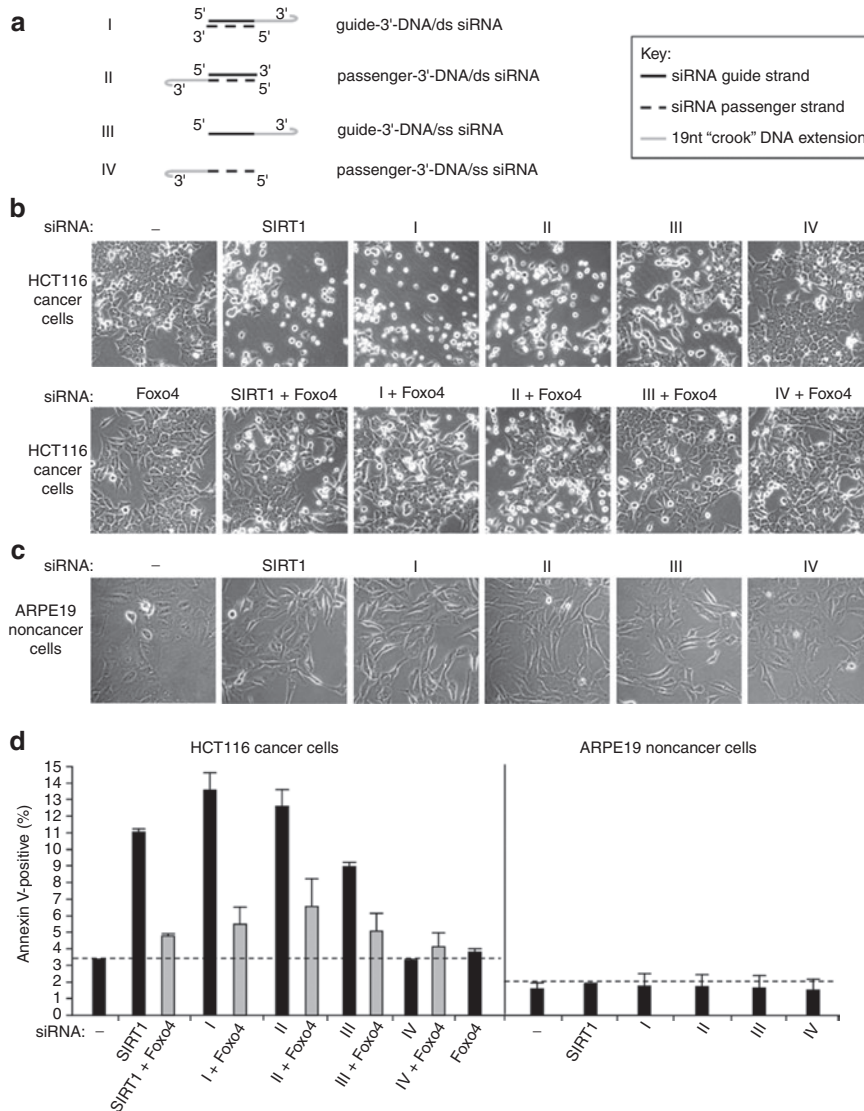 a
I 5' 3' guide-3'-DNA/ds siRNA
3' 5'
II 5' 3' passenger-3'-DNA/ds siRNA
3' 5'
III 5' 3' guide-3'-DNA/ss siRNA
IV 3' 5' passenger-3'-DNA/ss siRNA
Key:
siRNA guide strand
siRNA passenger strand
19nt “crook” DNA extension
b
siRNA: – SIRT1 I II III IV
HCT116
cancer
cells
siRNA: Foxo4 SIRT1 + Foxo4 I + Foxo4 II + Foxo4 III + Foxo4 IV + Foxo4
HCT116
cancer
cells
c
siRNA: – SIRT1 I II III IV
ARPE19
noncancer
cells
d
HCT116 cancer cells ARPE19 noncancer cells
Annexin V-positive (%)
15
14
13
12
11
10
9
8
7
6
5
4
3
2
1
0
siRNA: – SIRT1 SIRT1 + Foxo4 I I + Foxo4 II II + Foxo4 III III + Foxo4 IV IV + Foxo4 Foxo4 – SIRT1 I II III IV